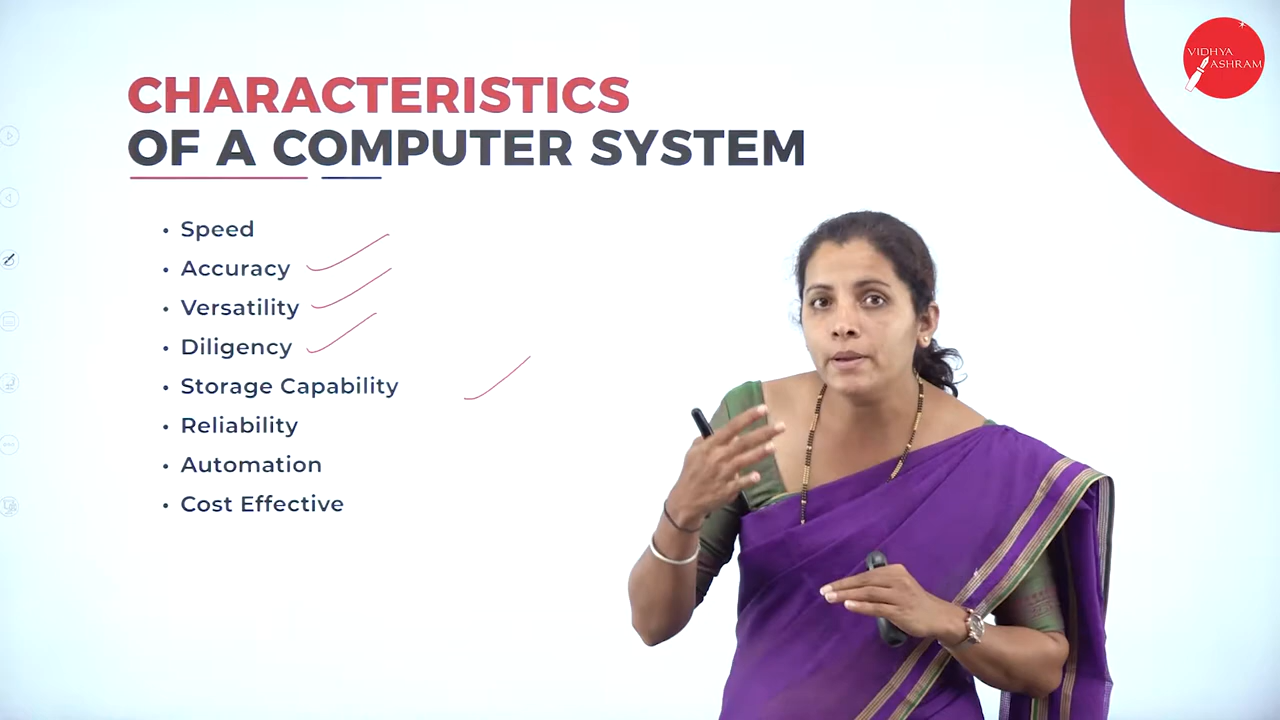 VIDHYA
ASHRAM
CHARACTERISTICS
OF A COMPUTER SYSTEM
• Speed
• Accuracy
• Versatility
• Diligency
• Storage Capability
• Reliability
• Automation
• Cost Effective